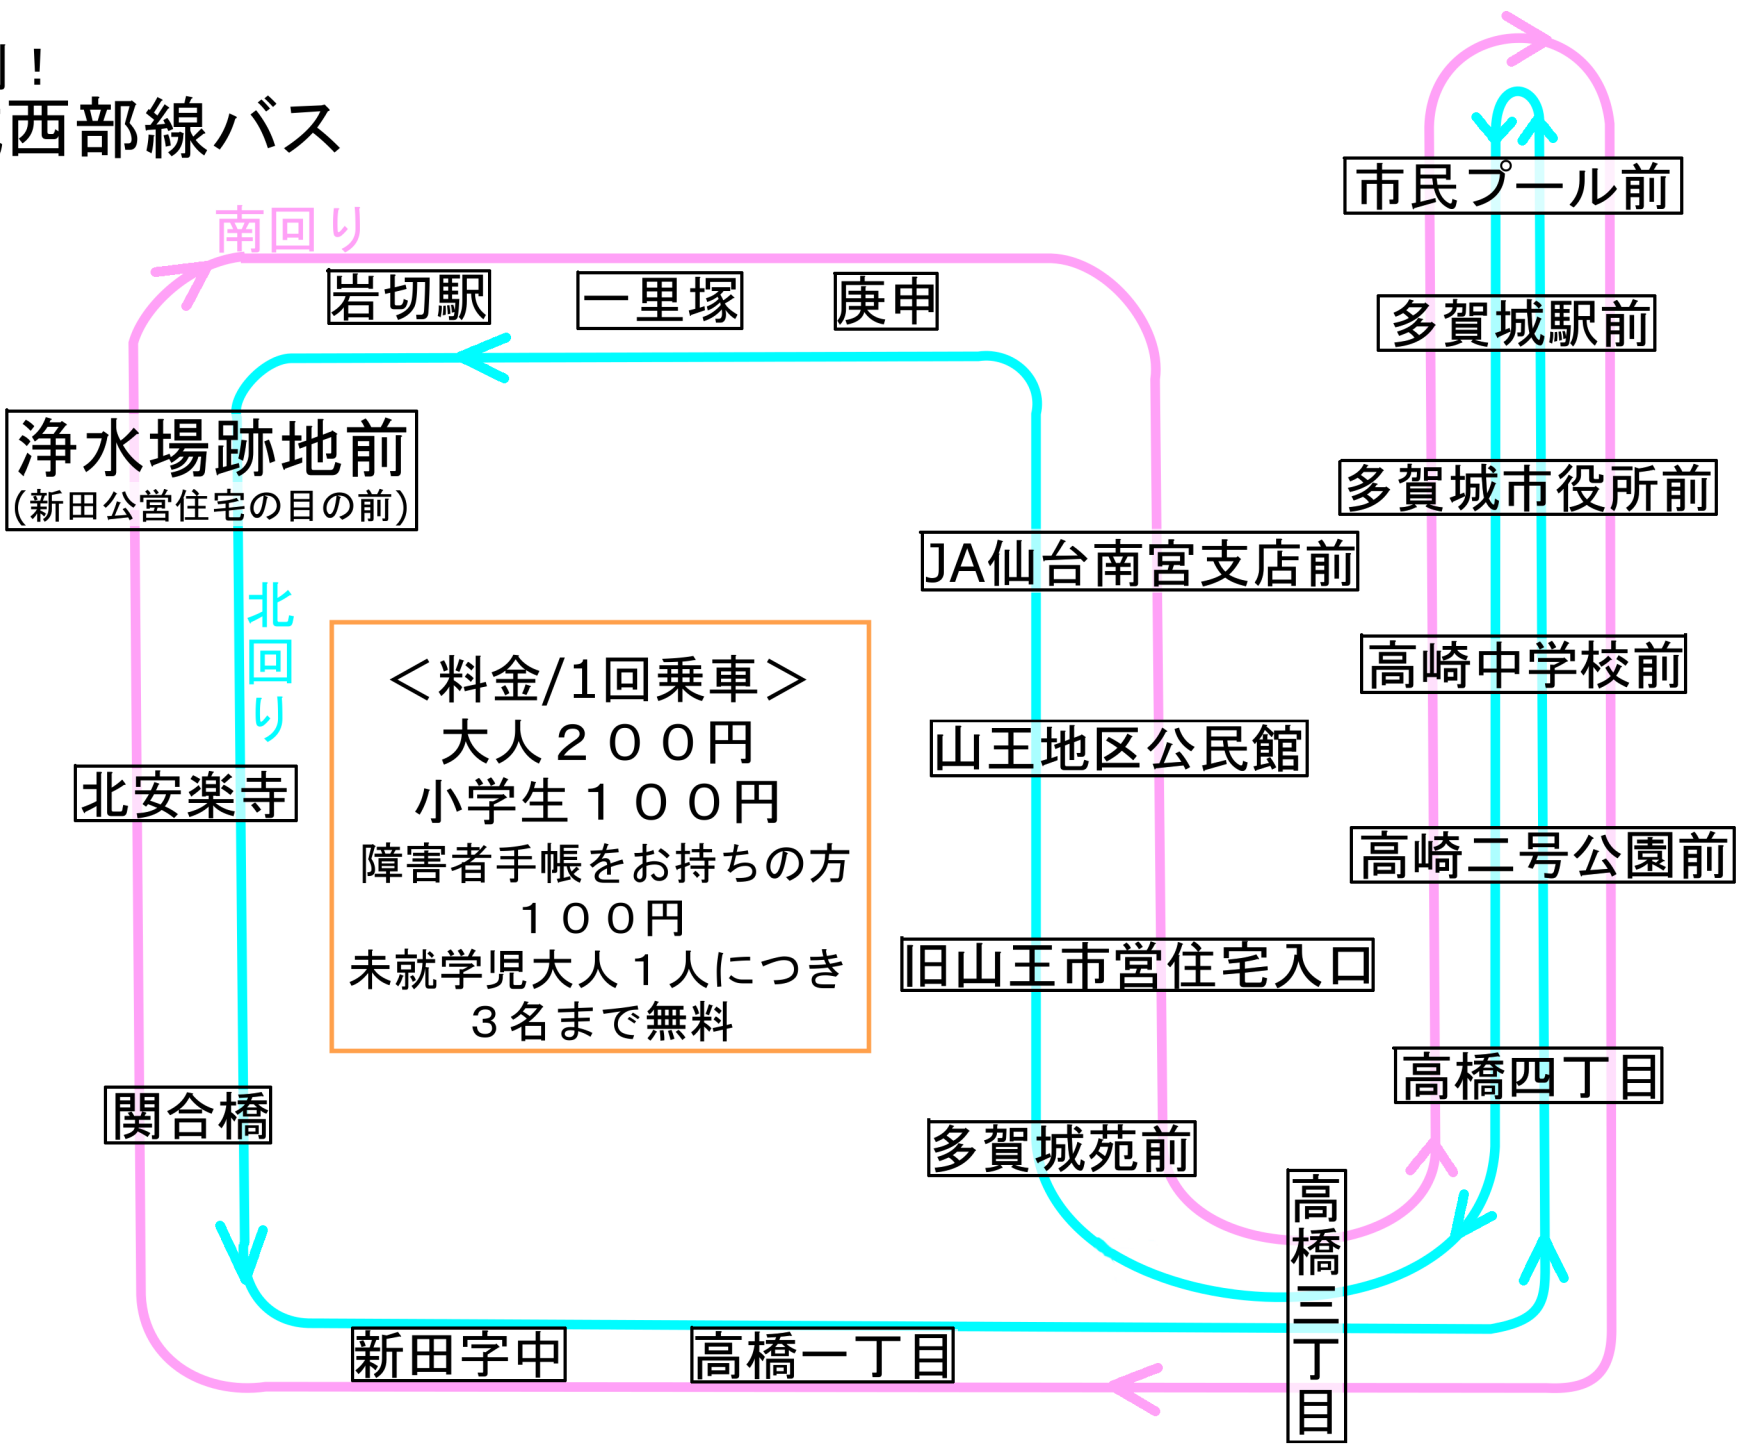 ！
西部線バス
南回り
岩切駅
一里塚
庚申
市民プール前
多賀城駅前
浄水場跡地前
(新田公営住宅の目の前)
多賀城市役所前
JA仙台南宮支店前
北回り
高崎中学校前
＜料金/1回乗車＞
大人２００円
小学生１００円
障害者手帳をお持ちの方
１００円
未就学児大人１人につき
３名まで無料
山王地区公民館
北安楽寺
高崎二号公園前
旧山王市営住宅入口
高橋四丁目
関合橋
多賀城苑前
高橋三丁目
新田字中
高橋一丁目